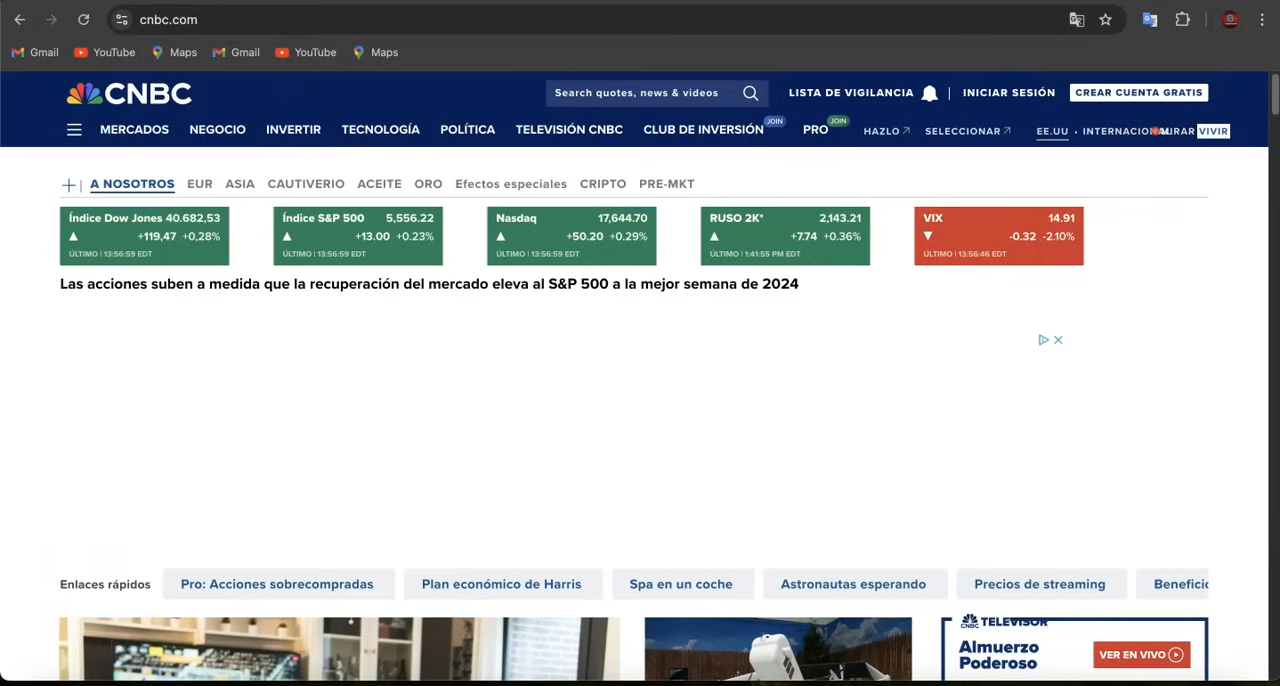 cnbc.com
Gmail YouTube Maps Gmail YouTube Maps
CNBC
Search quotes, news & videos
LISTA DE VIGILANCIA | INICIAR SESIÓN CREAR CUENTA GRATIS
MERCADOS NEGOCIO INVERTIR TECNOLOGÍA POLÍTICA TELEVISIÓN CNBC CLUB DE INVERSIÓN JOIN PRO JOIN HAZLO SELECCIONAR EE.UU • VIVIR
A NOSOTROS EUR ASIA CAUTIVERIO ACEITE ORO Efectos especiales CRIPTO PRE-MKT
Índice Dow Jones 40.682,53
+119,47 +0,28%
ÚLTIMO | 13:56:59 EDT
Índice S&P 500 5,556.22
+13.00 +0.23%
ÚLTIMO | 13:56:59 EDT
Nasdaq 17,644.70
+50.20 +0.29%
ÚLTIMO | 13:56:59 EDT
RUSO 2K* 2,143.21
+7.74 +0.36%
ÚLTIMO | 1:41:55 PM EDT
VIX 14.91
-0.32 -2.10%
ÚLTIMO | 13:56:46 EDT
Las acciones suben a medida que la recuperación del mercado eleva al S&P 500 a la mejor semana de 2024
Enlaces rápidos Pro: Acciones sobrecompradas Plan económico de Harris Spa en un coche Astronautas esperando Precios de streaming Beneficio
CNBC TELEVISOR
Almuerzo
Poderoso
VER EN VIVO